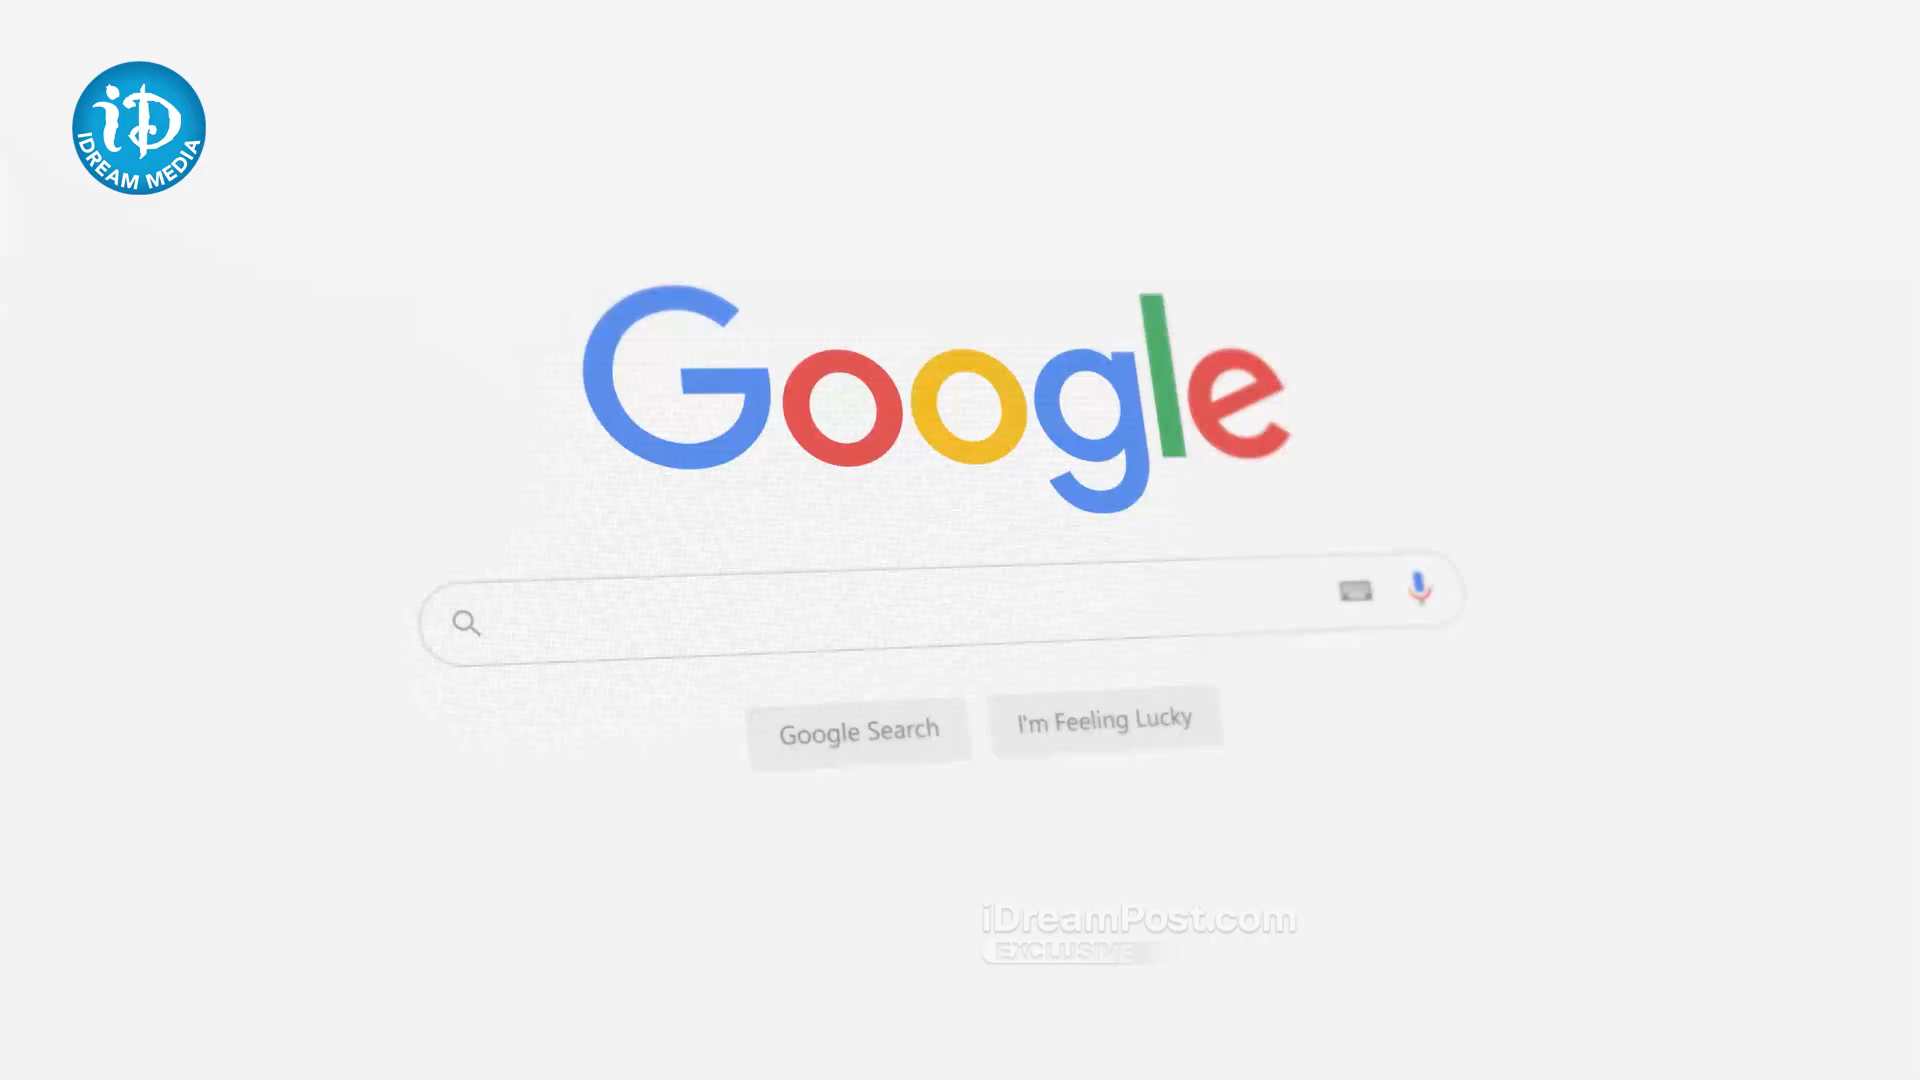 iD
IDREAM MEDIA
Google
Google Search
I'm Feeling Lucky
iDreamPost.com
EXCLUSIVE